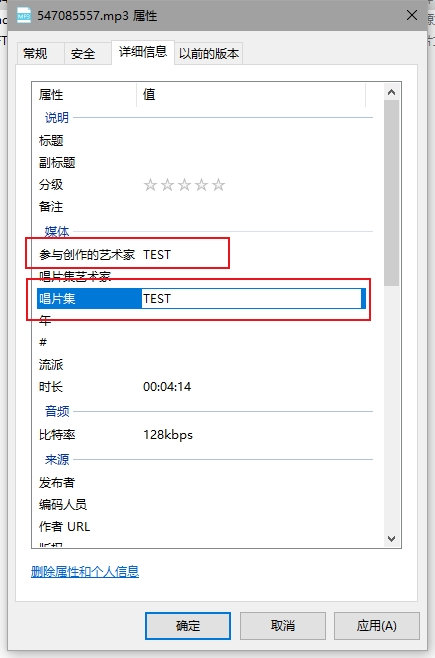 547085557.mp3 属性
常规 安全 详细信息 以前的版本
属性 值
说明
标题
副标题
分级
备注
媒体
参与创作的艺术家 TEST
唱片集艺术家
唱片集 TEST
年
#
流派
时长 00:04:14
音频
比特率 128kbps
来源
发布者
编码人员
作者 URL
版权
删除属性和个人信息
确定 取消 应用(A)